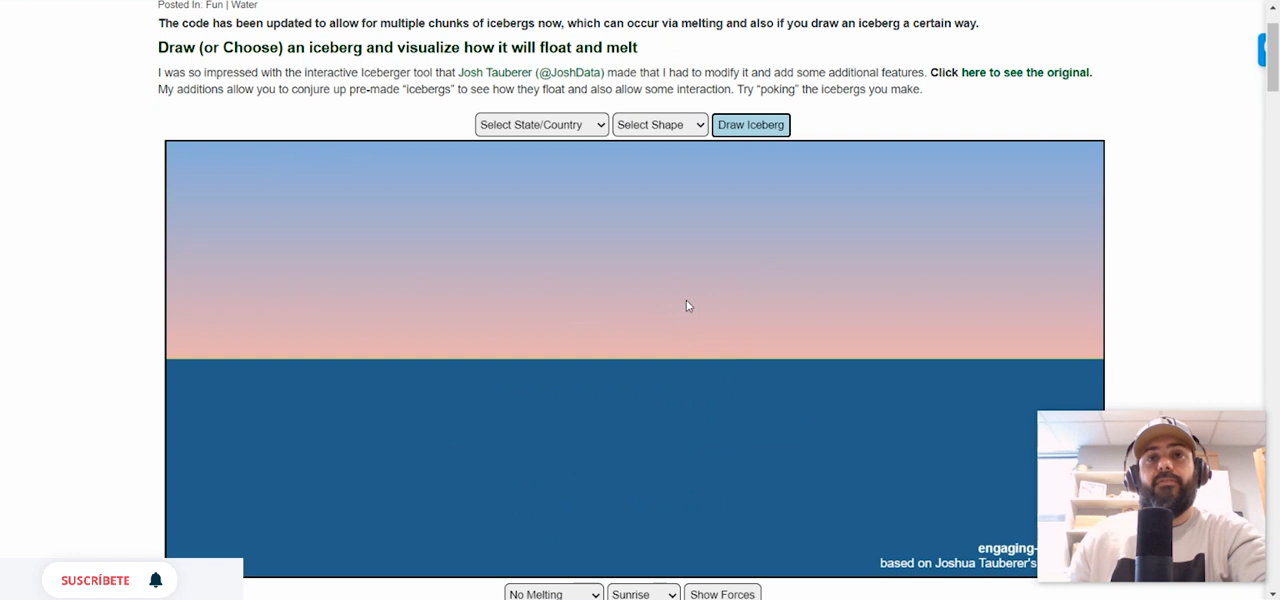 Posted In: Fun | Water
The code has been updated to allow for multiple chunks of icebergs now, which can occur via melting and also if you draw an iceberg a certain way.
Draw (or Choose) an iceberg and visualize how it will float and melt
I was so impressed with the interactive Iceberger tool that Josh Tauberer (@JoshData) made that I had to modify it and add some additional features. Click here to see the original.
My additions allow you to conjure up pre-made “icebergs” to see how they float and also allow some interaction. Try “poking” the icebergs you make.
Select State/Country Select Shape Draw Iceberg
engaging-
based on Joshua Tauberer's
SUSCRÍBETE
No Melting Sunrise Show Forces